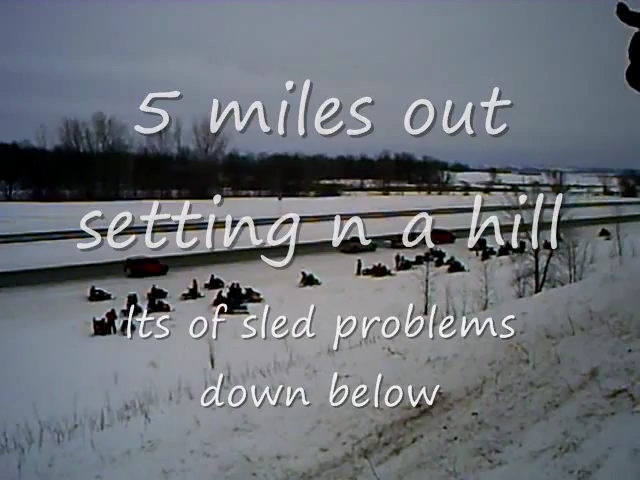 5 miles out
setting n a hill
lts of sled problems
down below